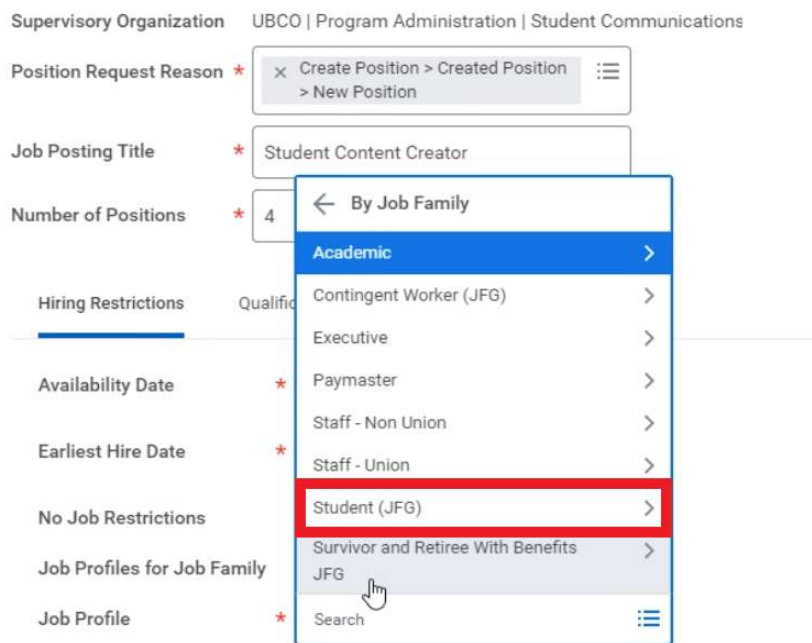 Supervisory Organization UBCO | Program Administration | Student Communications
Position Request Reason * × Create Position > Created Position
> New Position
Job Posting Title * Student Content Creator
Number of Positions * 4
By Job Family
Academic
Contingent Worker (JFG)
Executive
Paymaster
Staff - Non Union
Staff - Union
Student (JFG)
Survivor and Retiree With Benefits
JFG
Search
Hiring Restrictions
Availability Date *
Earliest Hire Date *
No Job Restrictions
Job Profiles for Job Family
Job Profile *